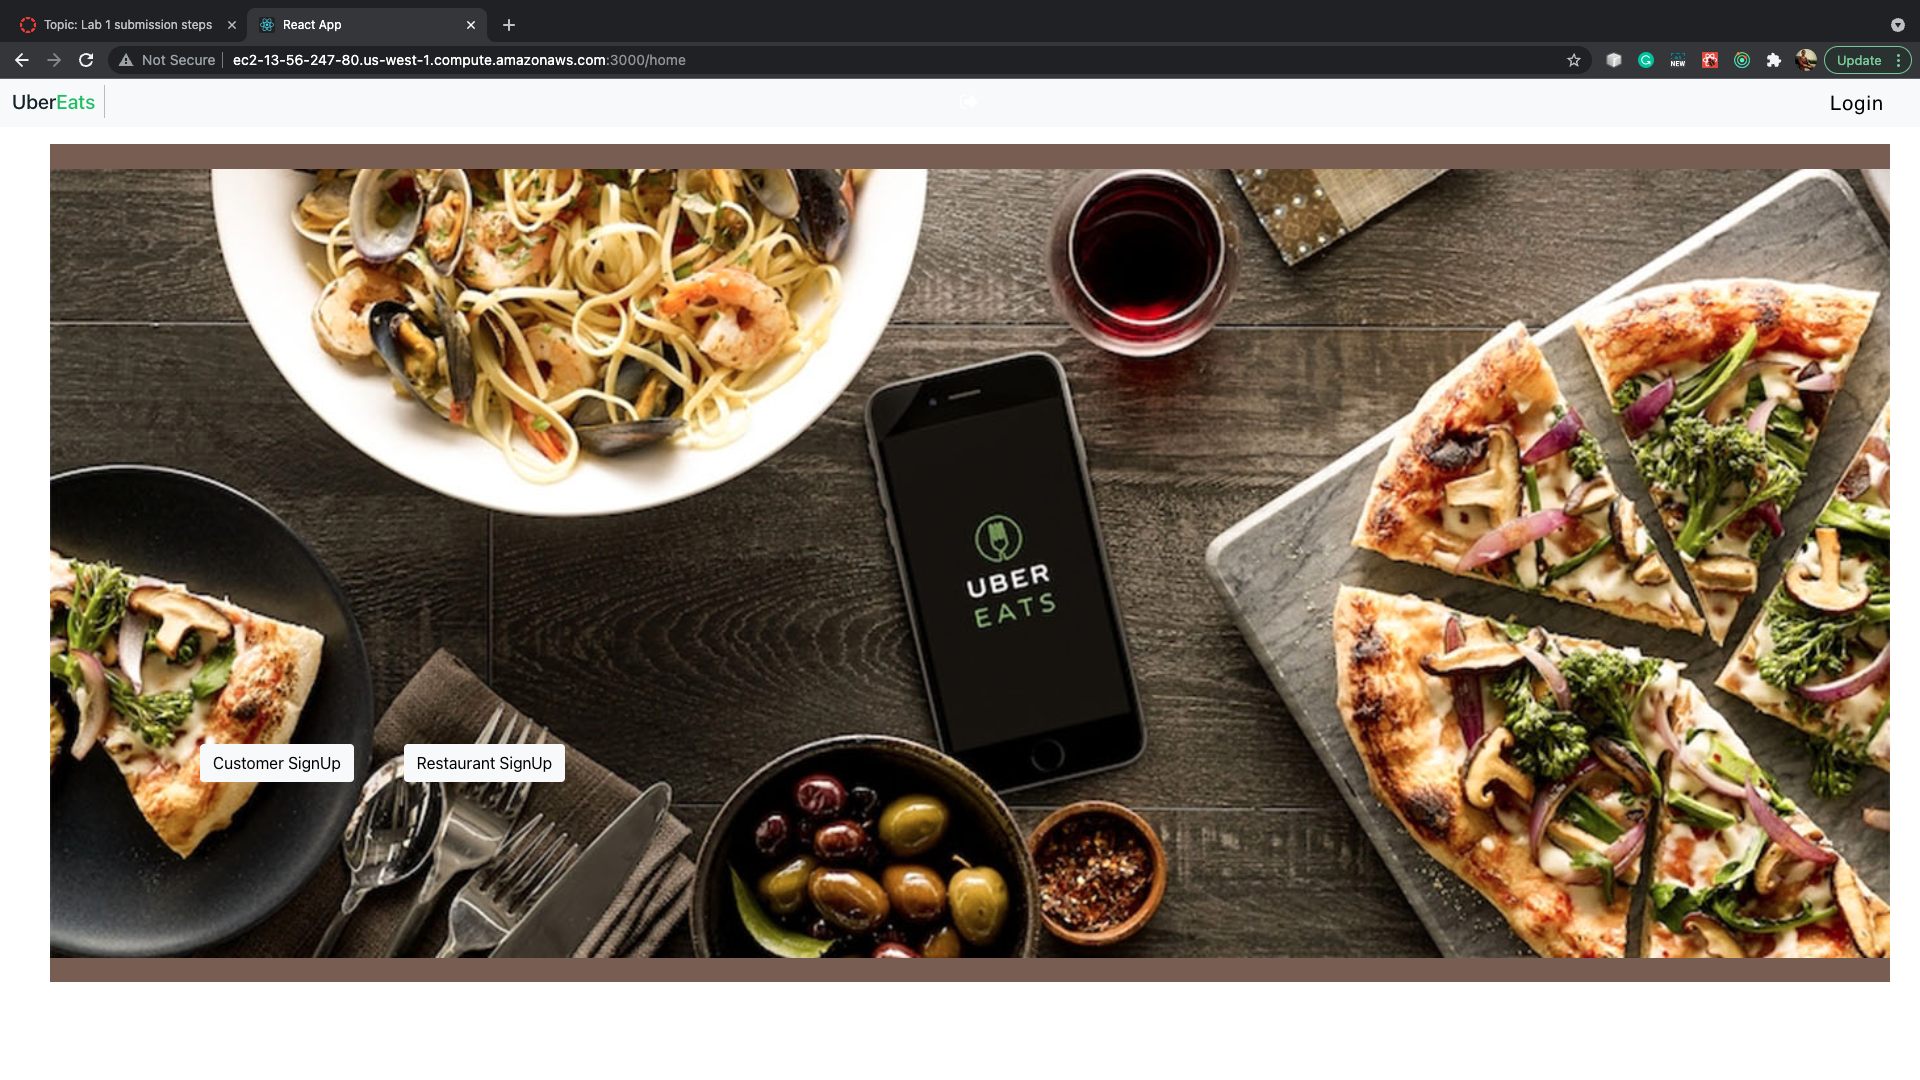 Topic: Lab 1 submission steps
React App
Not Secure
ec2-13-56-247-80.us-west-1.compute.amazonaws.com:3000/home
NEW
Update
UberEats
Login
UBER
EATS
Customer SignUp
Restaurant SignUp